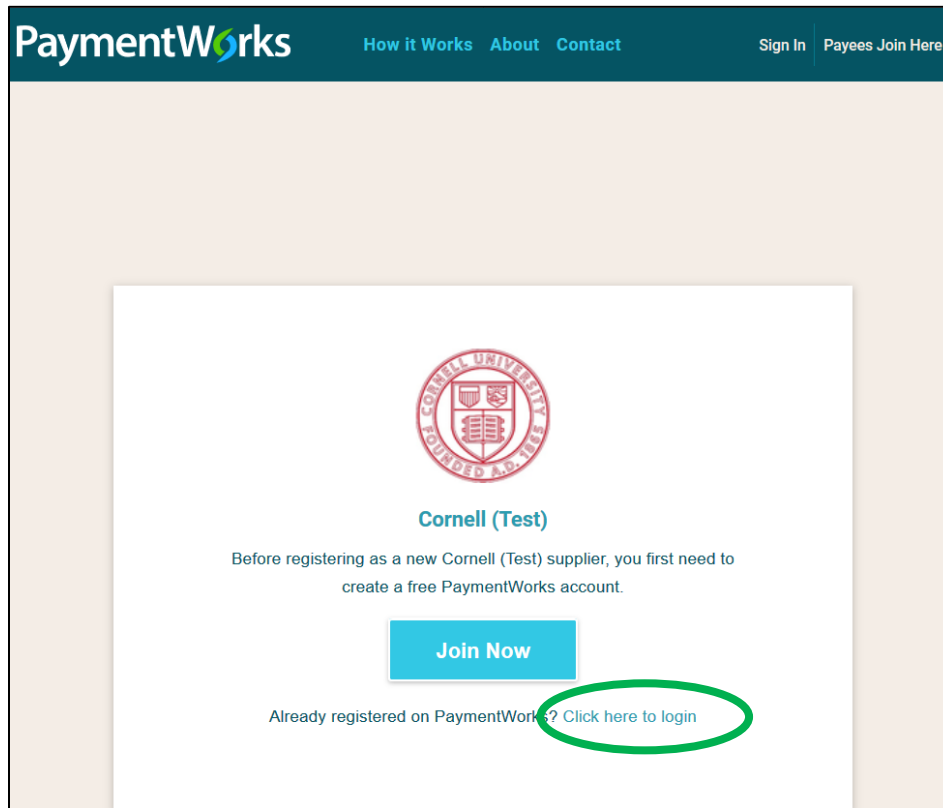 PaymentWorks How it Works About Contact Sign In Payees Join Here
CORNELL UNIVERSITY
FOUNDED A.D. 1865
Cornell (Test)
Before registering as a new Cornell (Test) supplier, you first need to
create a free PaymentWorks account.
Join Now
Already registered on PaymentWorks? Click here to login